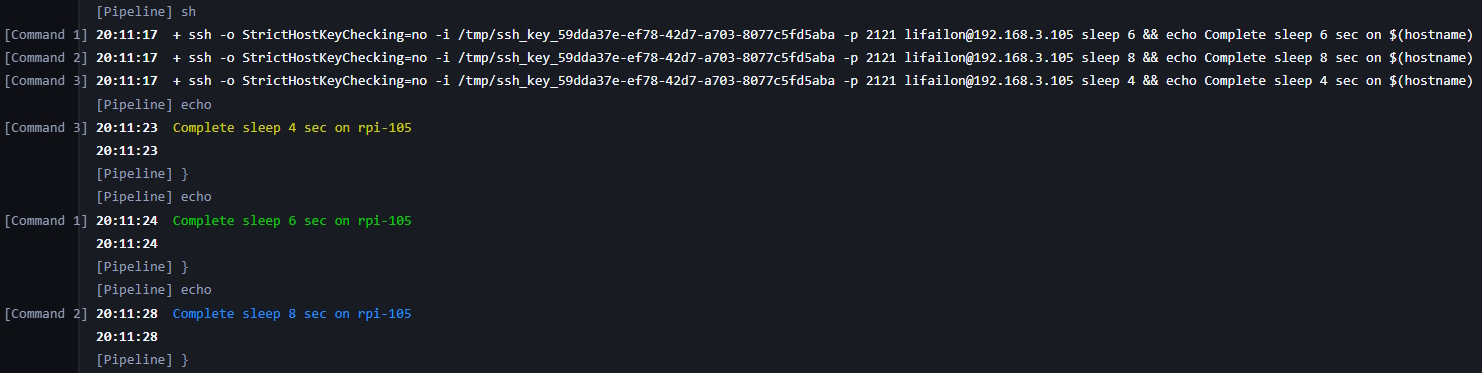 [Pipeline] sh
[Command 1] 20:11:17 + ssh -o StrictHostKeyChecking=no -i /tmp/ssh_key_59dda37e-ef78-42d7-a703-8077c5fd5aba -p 2121 lifailon@192.168.3.105 sleep 6 && echo Complete sleep 6 sec on $(hostname)
[Command 2] 20:11:17 + ssh -o StrictHostKeyChecking=no -i /tmp/ssh_key_59dda37e-ef78-42d7-a703-8077c5fd5aba -p 2121 lifailon@192.168.3.105 sleep 8 && echo Complete sleep 8 sec on $(hostname)
[Command 3] 20:11:17 + ssh -o StrictHostKeyChecking=no -i /tmp/ssh_key_59dda37e-ef78-42d7-a703-8077c5fd5aba -p 2121 lifailon@192.168.3.105 sleep 4 && echo Complete sleep 4 sec on $(hostname)
[Pipeline] echo
[Command 3] 20:11:23 Complete sleep 4 sec on rpi-105
20:11:23
[Pipeline] }
[Pipeline] echo
[Command 1] 20:11:24 Complete sleep 6 sec on rpi-105
20:11:24
[Pipeline] }
[Pipeline] echo
[Command 2] 20:11:28 Complete sleep 8 sec on rpi-105
20:11:28
[Pipeline] }